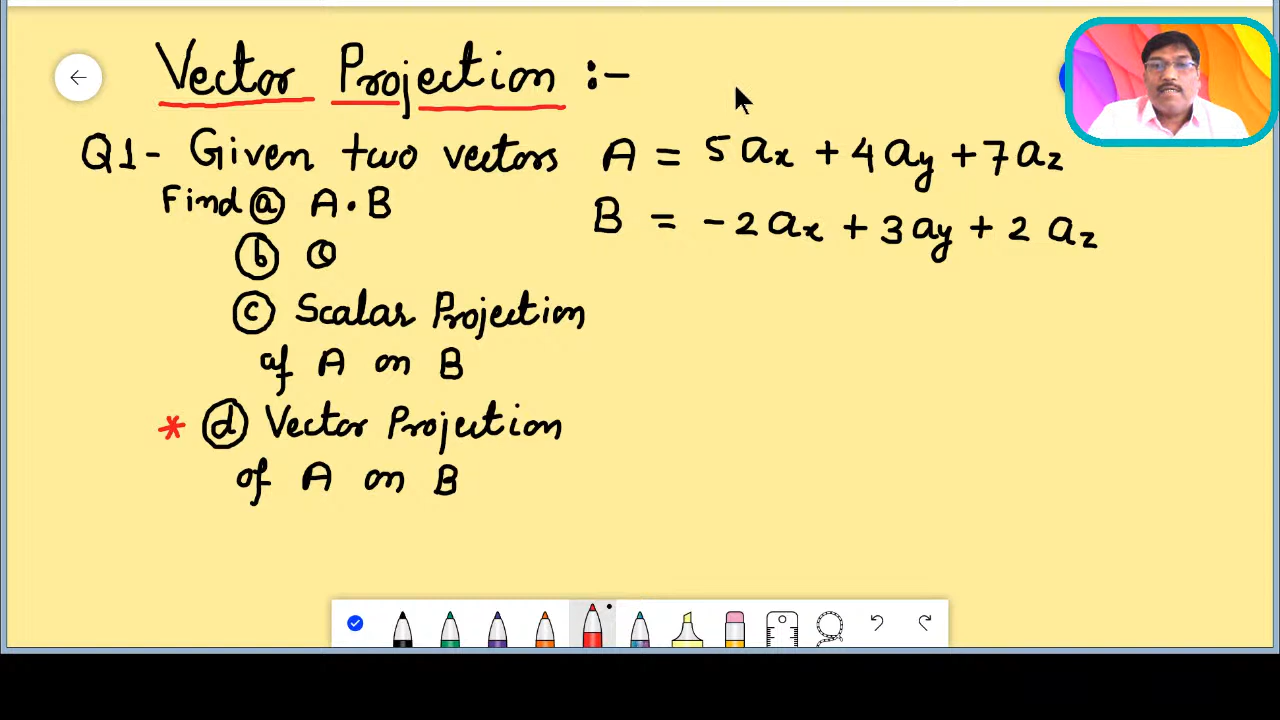 Vector Projection :-
Q1- Given two vectors A = 5ax + 4ay + 7az
Find ⓐ A·B B = -2ax + 3ay + 2az
ⓑ θ
ⓒ Scalar Projection
of A on B
* ⓓ Vector Projection
of A on B